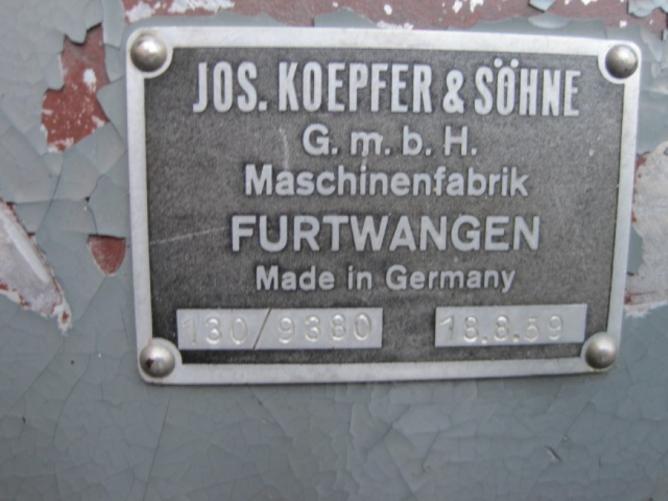 JOS. KOEPFER & SÖHNE
G. m. b. H.
Maschinenfabrik
FURTWANGEN
Made in Germany
130/9380 18.8.59